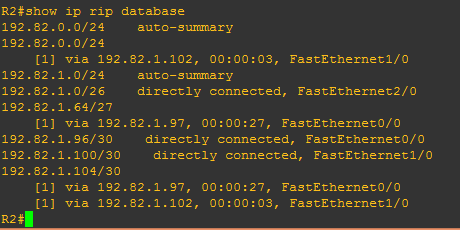 R2#show ip rip database
192.82.0.0/24    auto-summary
192.82.0.0/24
    [1] via 192.82.1.102, 00:00:03, FastEthernet1/0
192.82.1.0/24    auto-summary
192.82.1.0/26    directly connected, FastEthernet2/0
192.82.1.64/27
    [1] via 192.82.1.97, 00:00:27, FastEthernet0/0
192.82.1.96/30    directly connected, FastEthernet0/0
192.82.1.100/30    directly connected, FastEthernet1/0
192.82.1.104/30
    [1] via 192.82.1.97, 00:00:27, FastEthernet0/0
    [1] via 192.82.1.102, 00:00:03, FastEthernet1/0
R2#